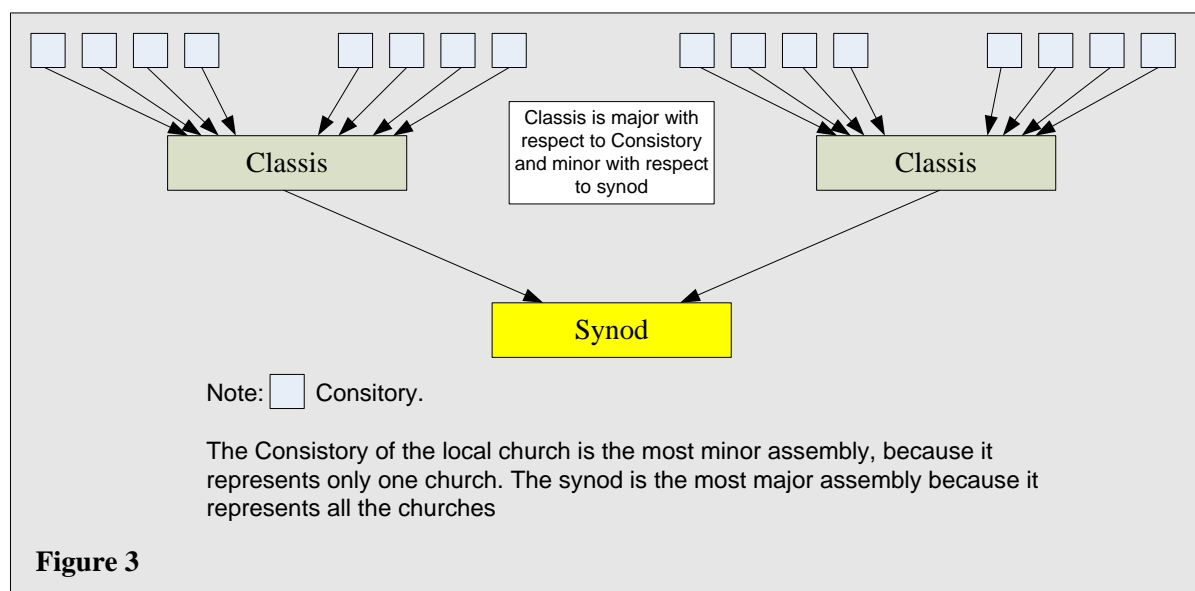 Classis is major with
respect to Consistory
and minor with respect
to synod
Classis
Classis
Synod
Note: Consitory.
The Consistory of the local church is the most minor assembly, because it
represents only one church. The synod is the most major assembly because it
represents all the churches
Figure 3